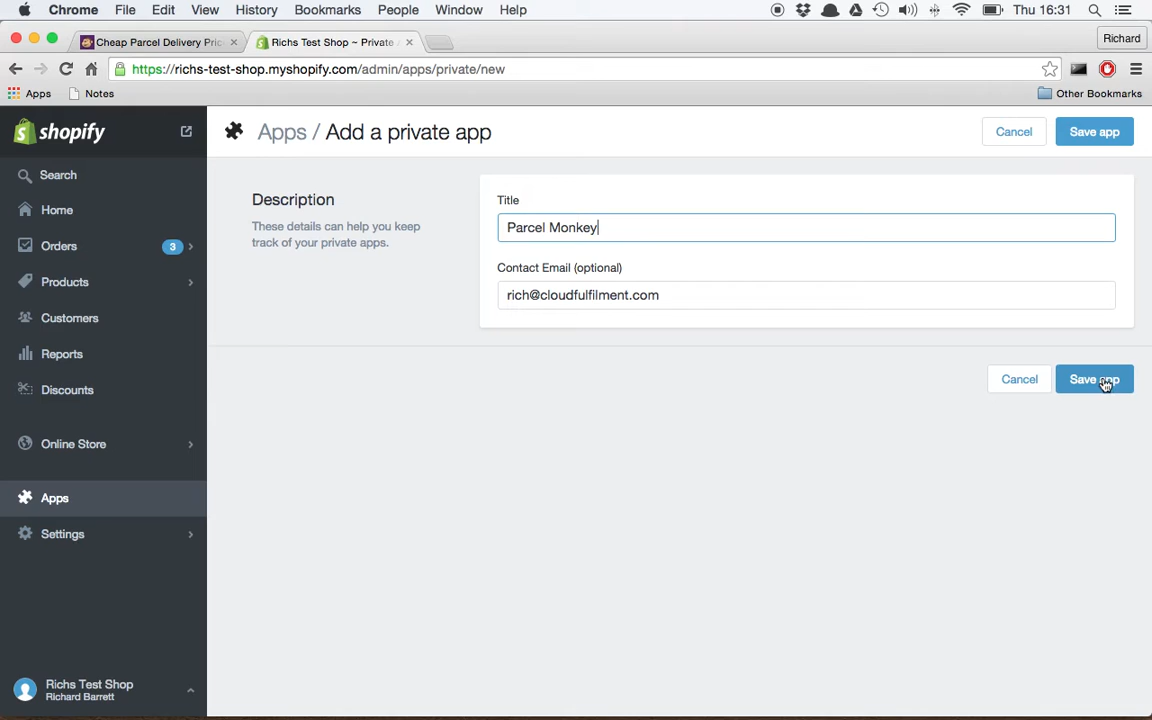 Chrome File Edit View History Bookmarks People Window Help Thu 16:31
Cheap Parcel Delivery Pric Richs Test Shop ~ Private Richard
https://richs-test-shop.myshopify.com/admin/apps/private/new
Apps Notes Other Bookmarks
shopify Apps / Add a private app Cancel Save app
Search
Home
Orders 3
Products
Customers
Reports
Discounts
Online Store
Apps
Settings
Richs Test Shop
Richard Barrett
Description
These details can help you keep
track of your private apps.
Title
Parcel Monkey
Contact Email (optional)
rich@cloudfulfilment.com
Cancel Save app